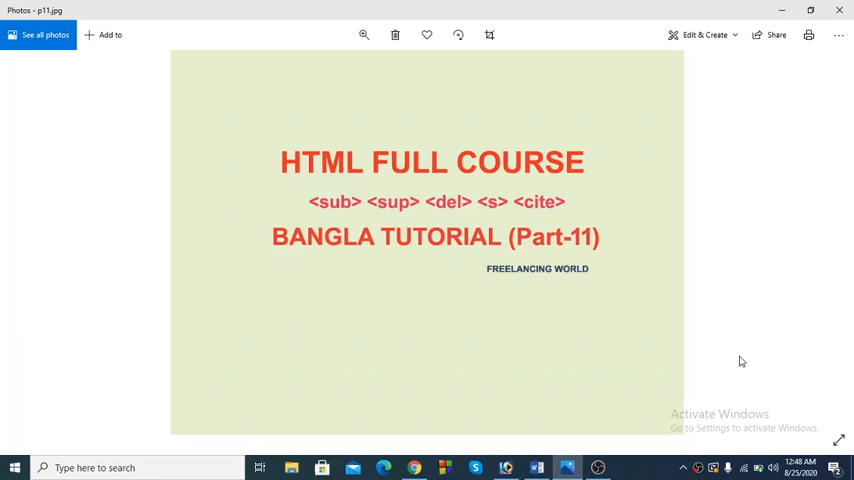 Photos - p11.jpg
See all photos
Add to
Edit & Create
Share
HTML FULL COURSE
<sub> <sup> <del> <s> <cite>
BANGLA TUTORIAL (Part-11)
FREELANCING WORLD
Activate Windows
Go to Settings to activate Windows.
Type here to search
12:48 AM
8/25/2020
2